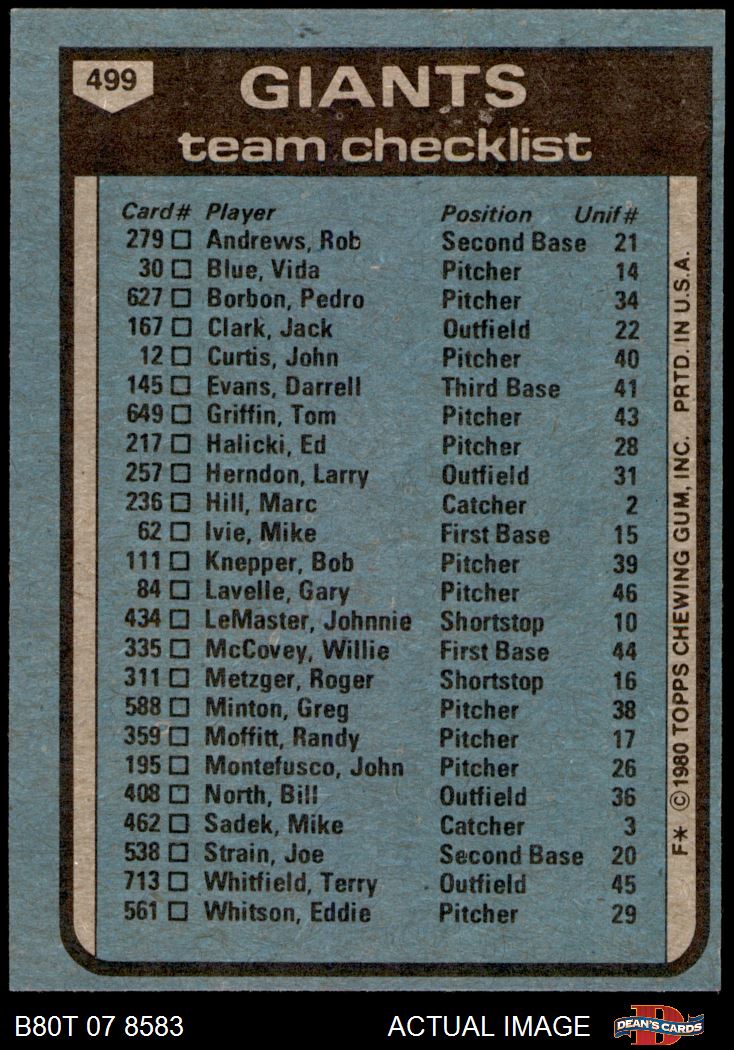 499
GIANTS
team checklist
Card# Player Position Unif#
279 Andrews, Rob Second Base 21
30 Blue, Vida Pitcher 14
627 Borbon, Pedro Pitcher 34
167 Clark, Jack Outfield 22
12 Curtis, John Pitcher 40
145 Evans, Darrell Third Base 41
649 Griffin, Tom Pitcher 43
217 Halicki, Ed Pitcher 28
257 Herndon, Larry Outfield 31
236 Hill, Marc Catcher 2
62 Ivie, Mike First Base 15
111 Knepper, Bob Pitcher 39
84 Lavelle, Gary Pitcher 46
434 LeMaster, Johnnie Shortstop 10
335 McCovey, Willie First Base 44
311 Metzger, Roger Shortstop 16
588 Minton, Greg Pitcher 38
359 Moffitt, Randy Pitcher 17
195 Montefusco, John Pitcher 26
408 North, Bill Outfield 36
462 Sadek, Mike Catcher 3
538 Strain, Joe Second Base 20
713 Whitfield, Terry Outfield 45
561 Whitson, Eddie Pitcher 29
F* © 1980 TOPPS CHEWING GUM, INC. PRTD. IN U.S.A.
B80T 07 8583 ACTUAL IMAGE
D
DEAN'S CARDS